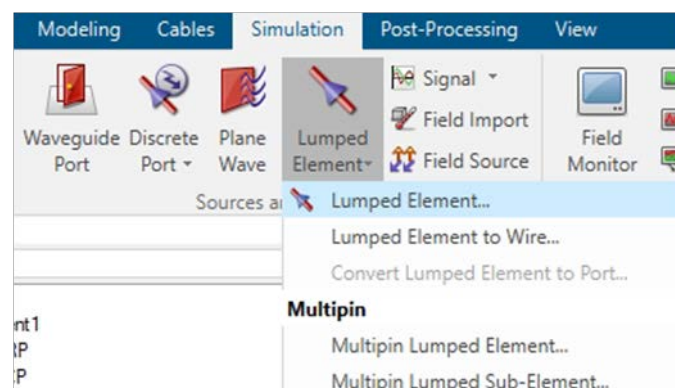 Modeling Cables Simulation Post-Processing View
Waveguide Port
Discrete Port
Plane Wave
Lumped Element
Signal
Field Import
Field Source
Field Monitor
Sources
Lumped Element...
Lumped Element to Wire...
Convert Lumped Element to Port...
Multipin
Multipin Lumped Element...
Multipin Lumped Sub-Element...